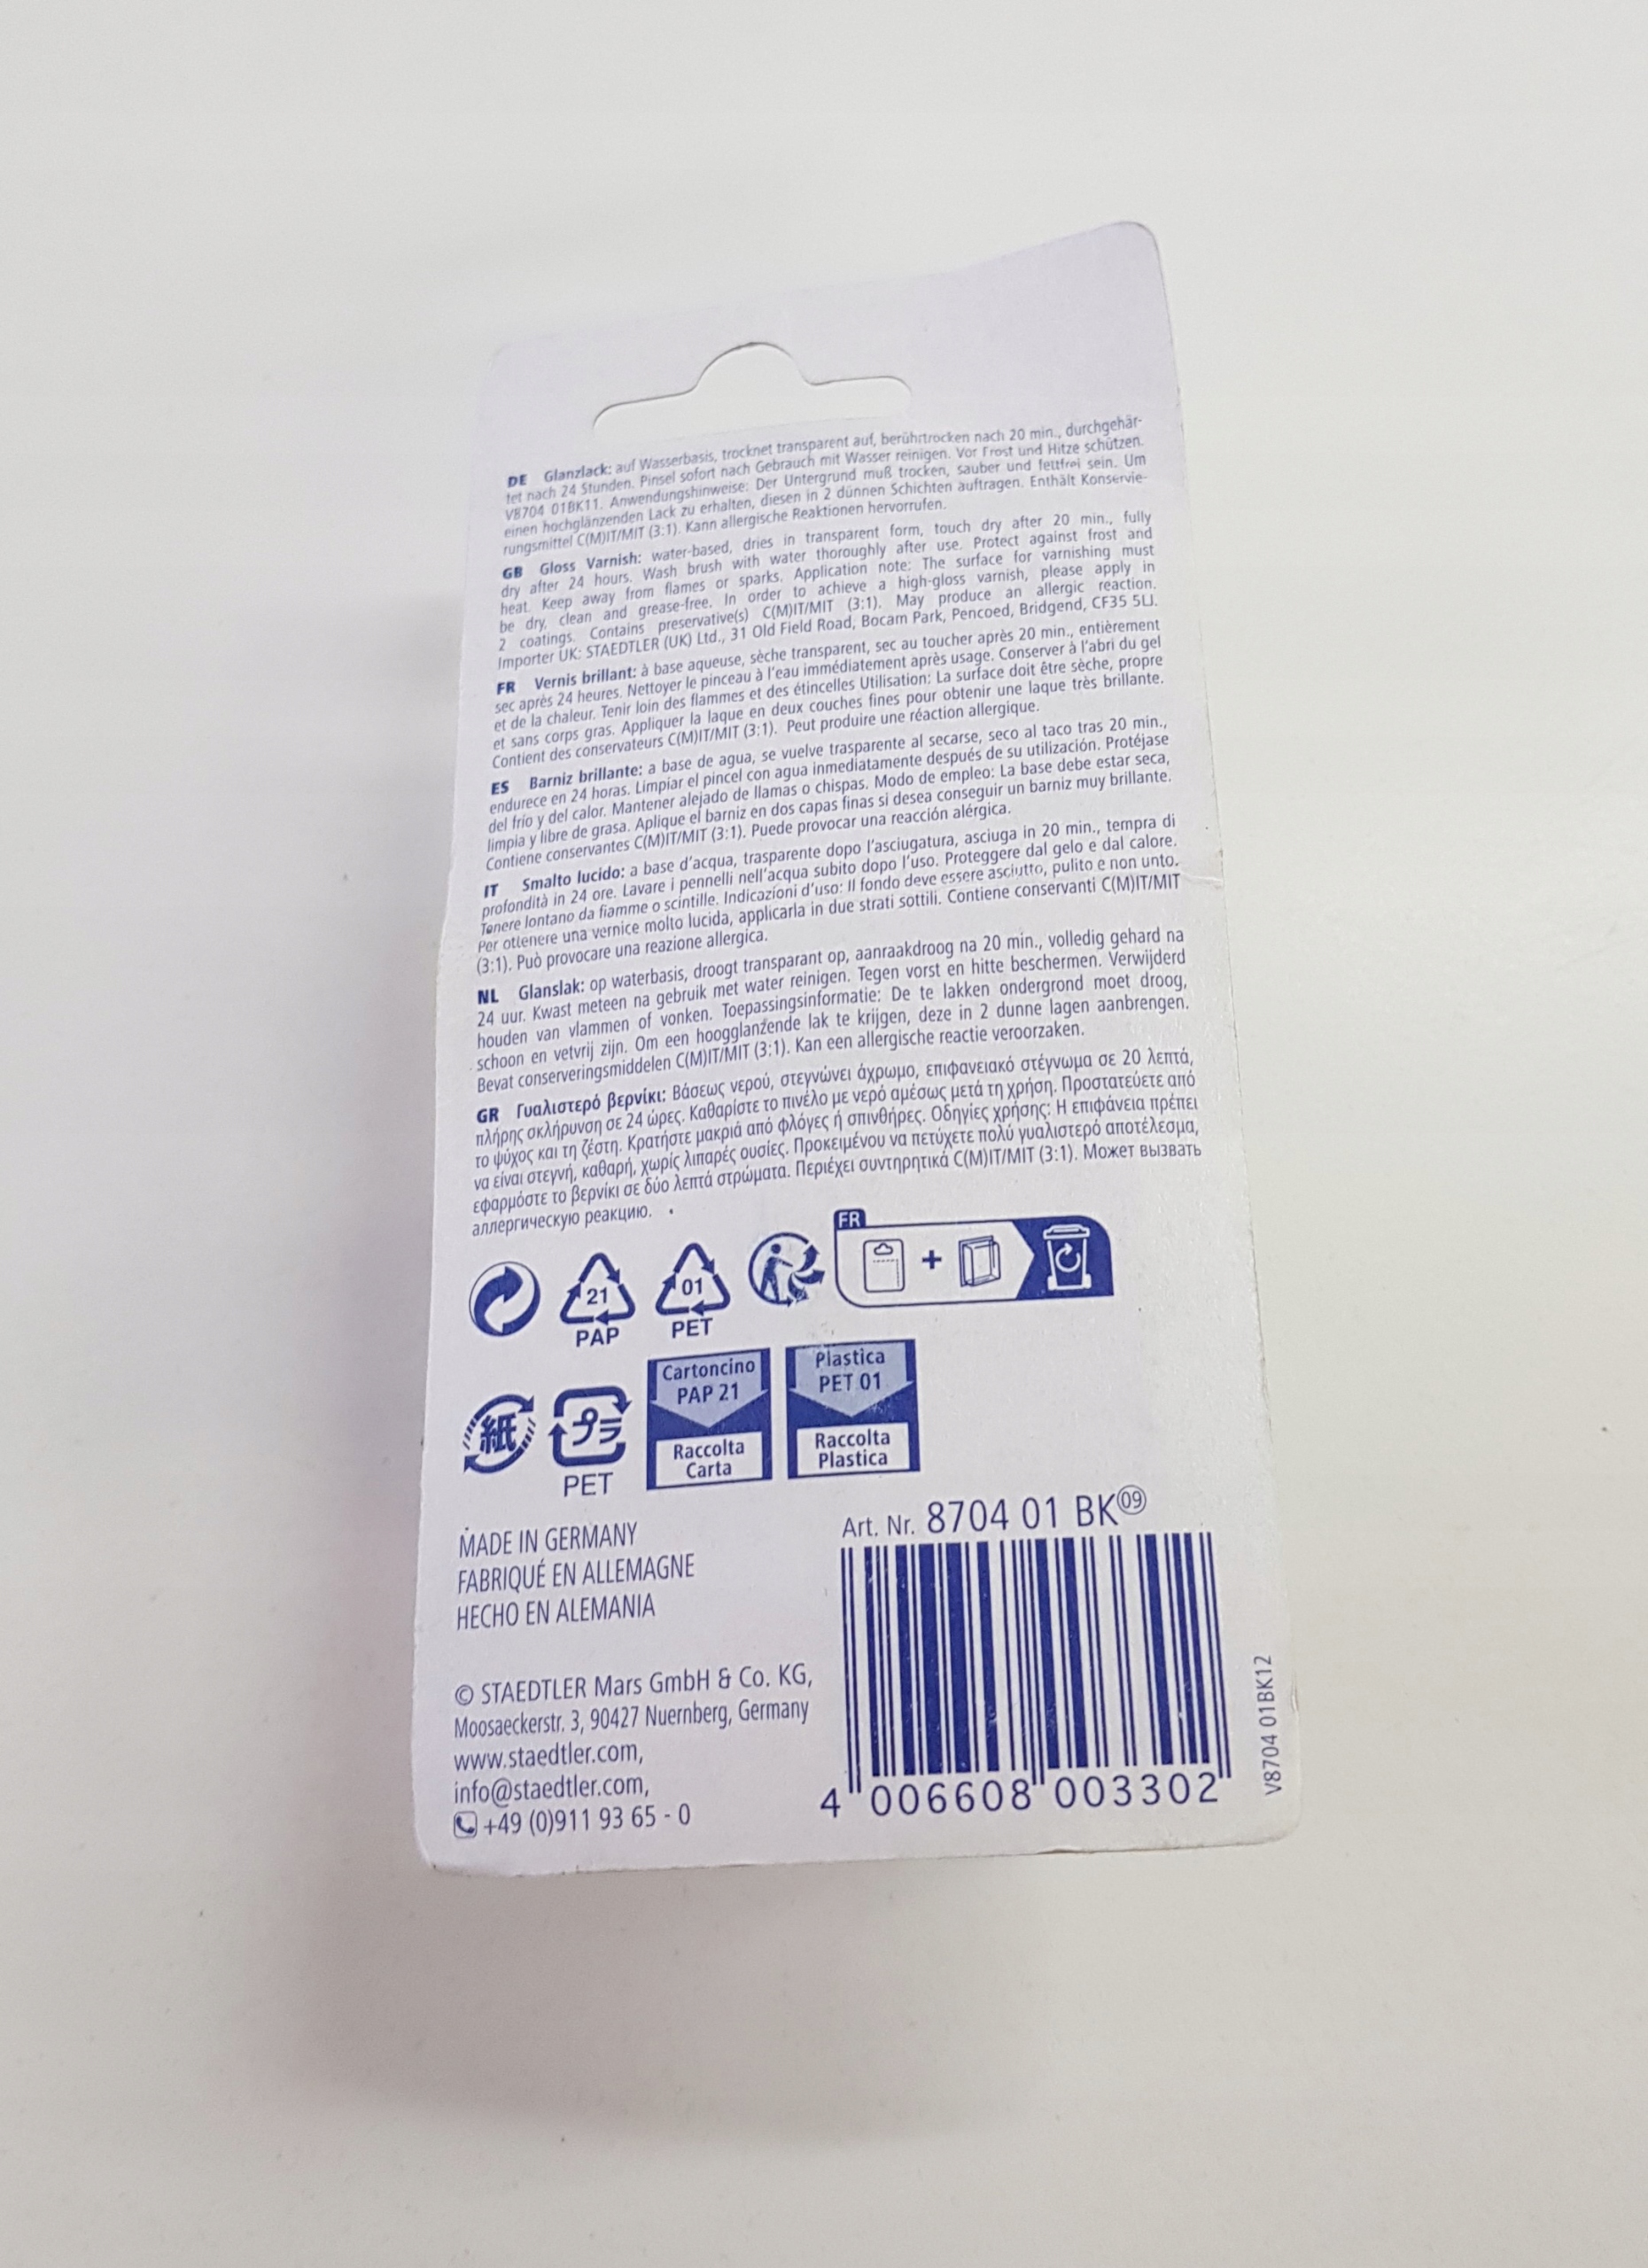 DE Glanzlack: auf Wasserbasis, trocknet transparent auf, berührtrocken nach 20 min., durchgehär-
tet nach 24 Stunden. Pinsel sofort nach Gebrauch mit Wasser reinigen. Vor Frost und Hitze schützen.
V8704 01BK11. Anwendungshinweise: Der Untergrund muß trocken, sauber und fettfrei sein. Um
einen hochglänzenden Lack zu erhalten, diesen in 2 dünnen Schichten auftragen. Enthält Konservie-
rungsmittel C(M)IT/MIT (3:1). Kann allergische Reaktionen hervorrufen.
GB Gloss Varnish: water-based, dries in transparent form, touch dry after 20 min., fully
dry after 24 hours. Wash brush with water thoroughly after use. Protect against frost and
heat. Keep away from flames or sparks. Application note: The surface for varnishing must
be dry, clean and grease-free. In order to achieve a high-gloss varnish, please apply in
2 coatings. Contains preservative(s) C(M)IT/MIT (3:1). May produce an allergic reaction.
Importer UK: STAEDTLER (UK) Ltd., 31 Old Field Road, Bocam Park, Pencoed, Bridgend, CF35 5LJ.
FR Vernis brillant: à base aqueuse, sèche transparent, sec au toucher après 20 min., entièrement
sec après 24 heures. Nettoyer le pinceau à l'eau immédiatement après usage. Conserver à l'abri du gel
et de la chaleur. Tenir loin des flammes et des étincelles Utilisation: La surface doit être sèche, propre
et sans corps gras. Appliquer la laque en deux couches fines pour obtenir une laque très brillante.
Contient des conservateurs C(M)IT/MIT (3:1). Peut produire une réaction allergique.
ES Barniz brillante: a base de agua, se vuelve trasparente al secarse, seco al taco tras 20 min.,
endurece en 24 horas. Limpiar el pincel con agua inmediatamente después de su utilización. Protéjase
del frío y del calor. Mantener alejado de llamas o chispas. Modo de empleo: La base debe estar seca,
limpia y libre de grasa. Aplique el barniz en dos capas finas si desea conseguir un barniz muy brillante.
Contiene conservantes C(M)IT/MIT (3:1). Puede provocar una reacción alérgica.
IT Smalto lucido: a base d'acqua, trasparente dopo l'asciugatura, asciuga in 20 min., tempra di
profondità in 24 ore. Lavare i pennelli nell'acqua subito dopo l'uso. Proteggere dal gelo e dal calore.
Tenere lontano da fiamme o scintille. Indicazioni d'uso: Il fondo deve essere asciutto, pulito e non unto.
Per ottenere una vernice molto lucida, applicarla in due strati sottili. Contiene conservanti C(M)IT/MIT
(3:1). Può provocare una reazione allergica.
NL Glanslak: op waterbasis, droogt transparant op, aanraakdroog na 20 min., volledig gehard na
24 uur. Kwast meteen na gebruik met water reinigen. Tegen vorst en hitte beschermen. Verwijderd
houden van vlammen of vonken. Toepassingsinformatie: De te lakken ondergrond moet droog,
schoon en vetvrij zijn. Om een hoogglanzende lak te krijgen, deze in 2 dunne lagen aanbrengen.
Bevat conserveringsmiddelen C(M)IT/MIT (3:1). Kan een allergische reactie veroorzaken.
GR Γυαλιστερό βερνίκι: Βάσεως νερού, στεγνώνει άχρωμο, επιφανειακό στέγνωμα σε 20 λεπτά,
πλήρης σκλήρυνση σε 24 ώρες. Καθαρίστε το πινέλο με νερό αμέσως μετά τη χρήση. Προστατεύετε από
το ψύχος και τη ζέστη. Κρατήστε μακριά από φλόγες ή σπινθήρες. Οδηγίες χρήσης: Η επιφάνεια πρέπει
να είναι στεγνή, καθαρή, χωρίς λιπαρές ουσίες. Προκειμένου να πετύχετε πολύ γυαλιστερό αποτέλεσμα,
εφαρμόστε το βερνίκι σε δύο λεπτά στρώματα. Περιέχει συντηρητικά C(M)IT/MIT (3:1). Может вызвать
аллергическую реакцию.
FR
21 01
PAP PET
紙 プラ
PET
Cartoncino
PAP 21
Raccolta
Carta
Plastica
PET 01
Raccolta
Plastica
MADE IN GERMANY
FABRIQUÉ EN ALLEMAGNE
HECHO EN ALEMANIA
Art. Nr. 8704 01 BK 09
© STAEDTLER Mars GmbH & Co. KG,
Moosaeckerstr. 3, 90427 Nuernberg, Germany
www.staedtler.com,
info@staedtler.com,
+49 (0)911 93 65 - 0
4 006608 003302
V8704 01BK12